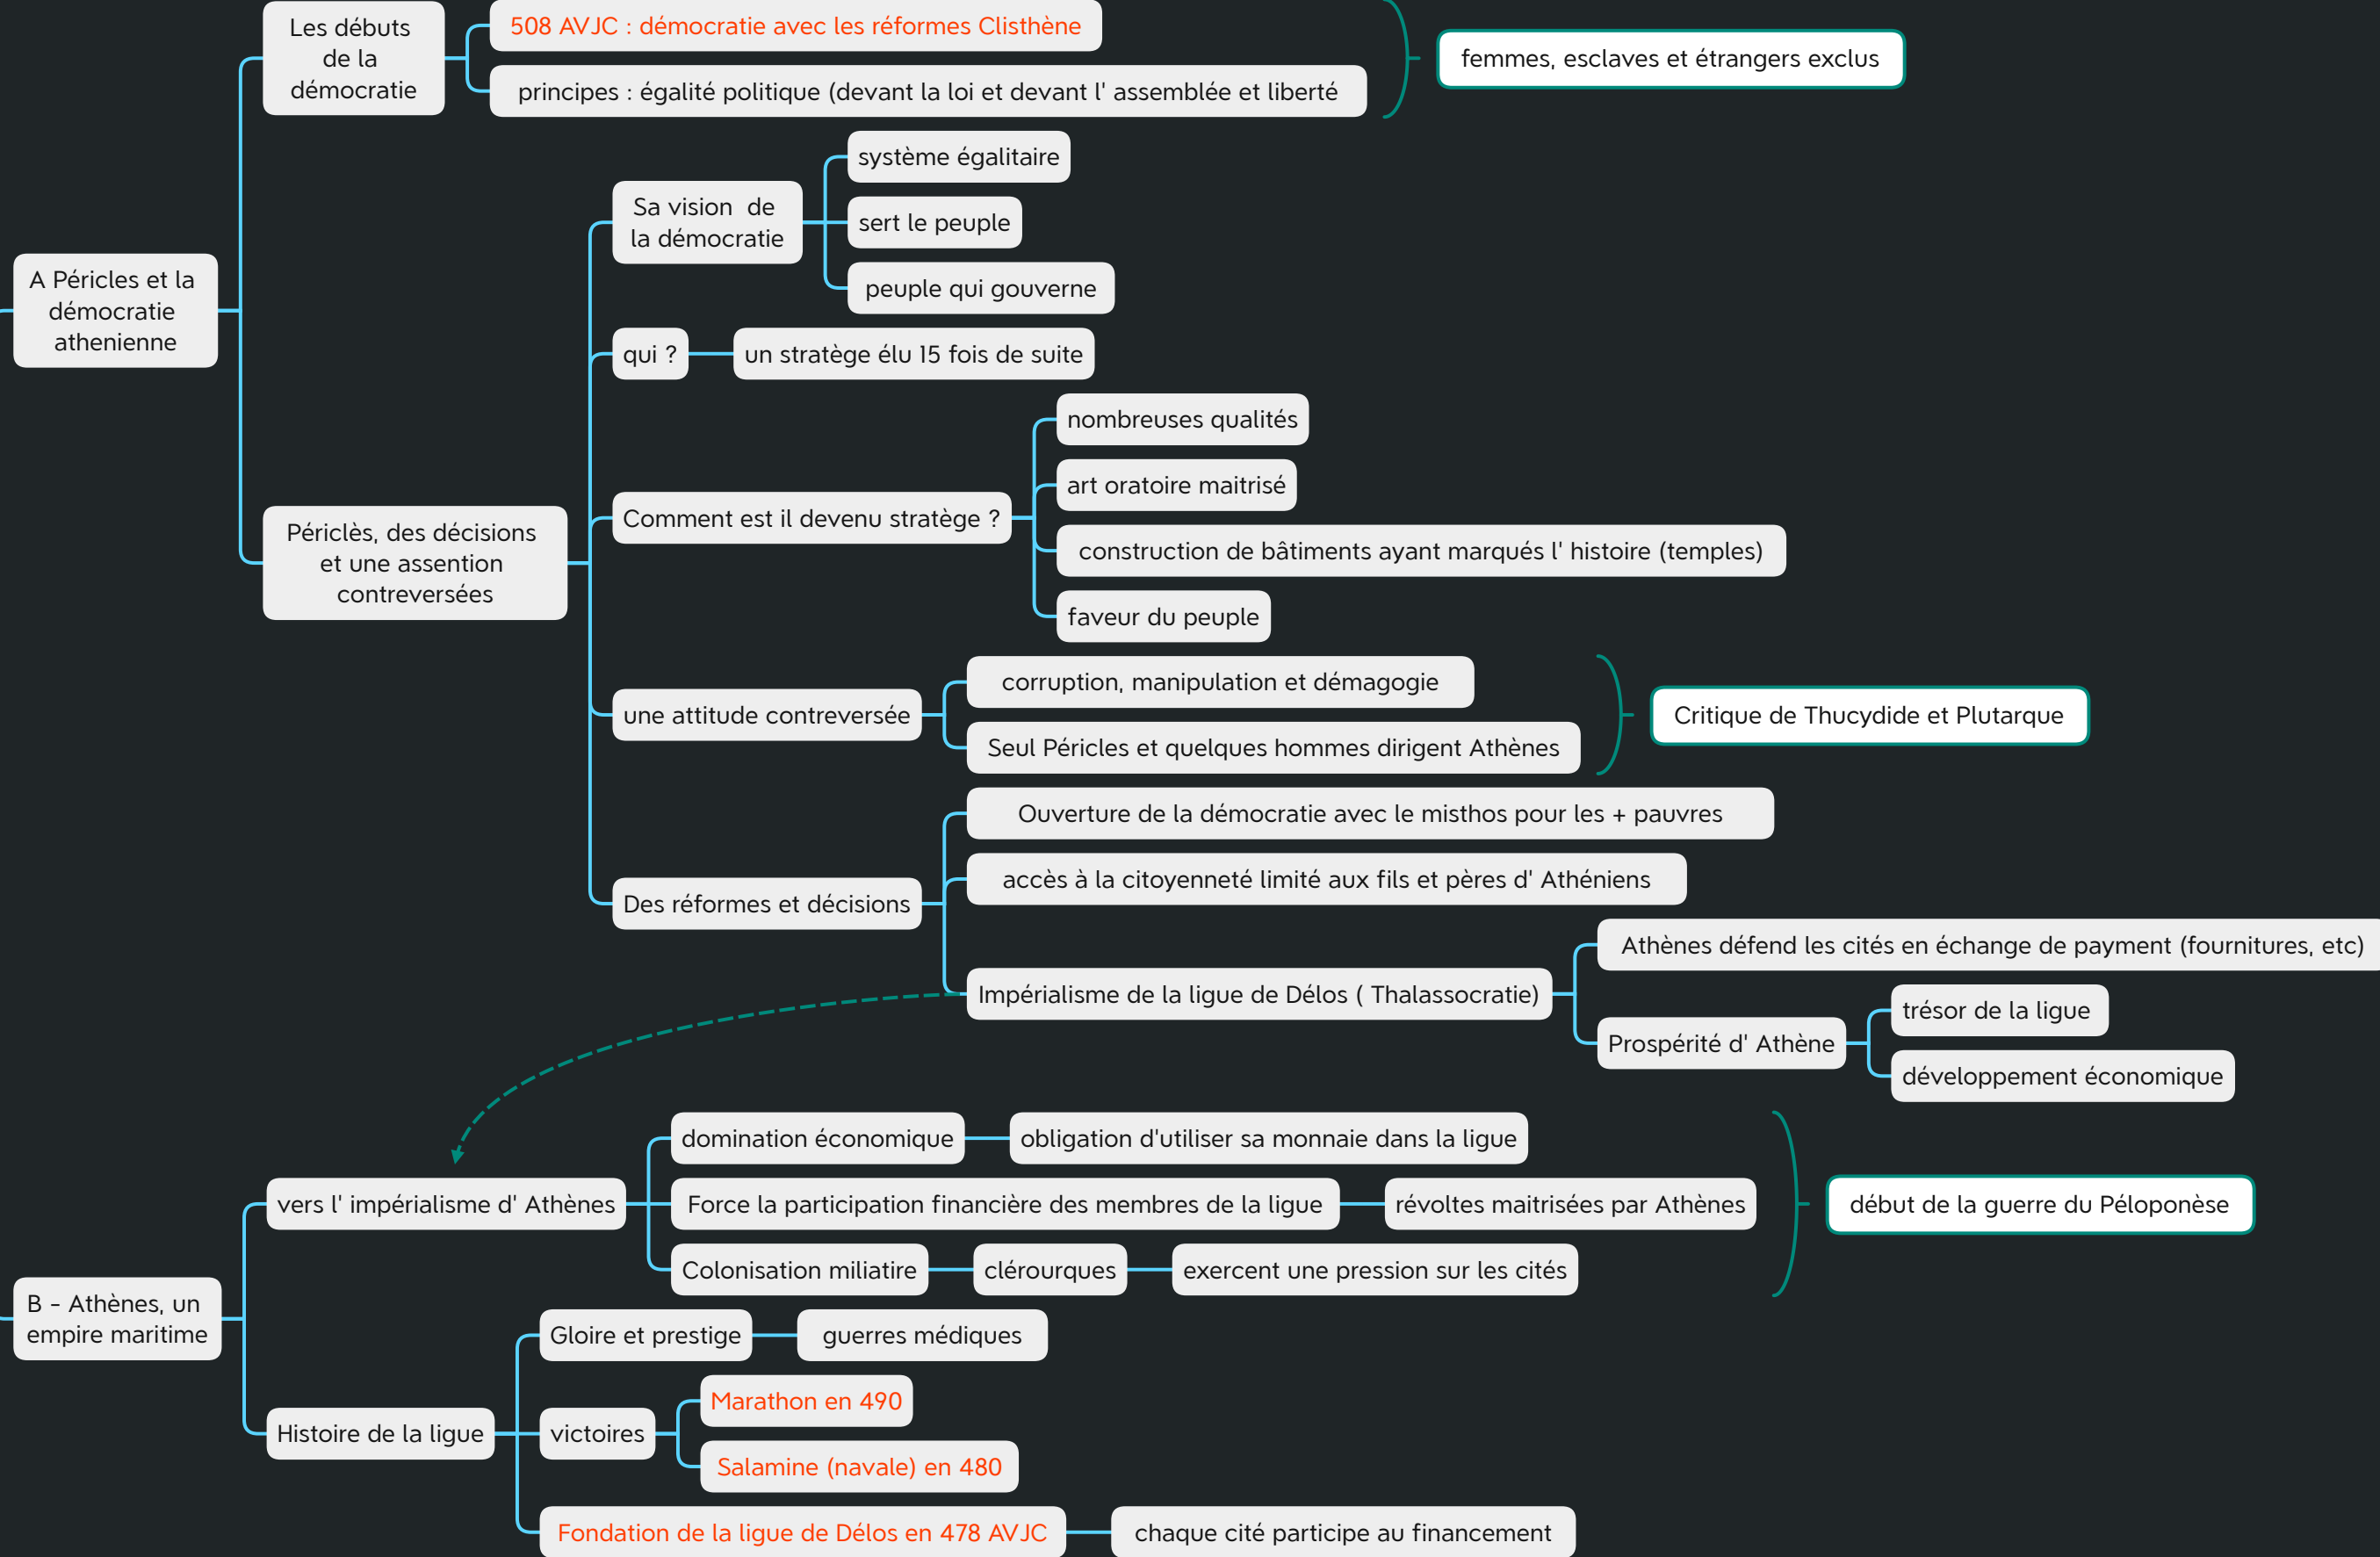 A Péricles et la
démocratie
athenienne
Les débuts
de la
démocratie
508 AVJC : démocratie avec les réformes Clisthène
principes : égalité politique (devant la loi et devant l' assemblée et liberté
femmes, esclaves et étrangers exclus
Périclès, des décisions
et une assention
contreversées
Sa vision  de
la démocratie
système égalitaire
sert le peuple
peuple qui gouverne
qui ?
un stratège élu 15 fois de suite
Comment est il devenu stratège ?
nombreuses qualités
art oratoire maitrisé
construction de bâtiments ayant marqués l' histoire (temples)
faveur du peuple
une attitude contreversée
corruption, manipulation et démagogie
Seul Péricles et quelques hommes dirigent Athènes
Critique de Thucydide et Plutarque
Des réformes et décisions
Ouverture de la démocratie avec le misthos pour les + pauvres
accès à la citoyenneté limité aux fils et pères d' Athéniens
Impérialisme de la ligue de Délos ( Thalassocratie)
Athènes défend les cités en échange de payment (fournitures, etc)
Prospérité d' Athène
trésor de la ligue
développement économique
B - Athènes, un
empire maritime
vers l' impérialisme d' Athènes
domination économique
obligation d'utiliser sa monnaie dans la ligue
Force la participation financière des membres de la ligue
révoltes maitrisées par Athènes
Colonisation miliatire
clérourques
exercent une pression sur les cités
début de la guerre du Péloponèse
Histoire de la ligue
Gloire et prestige
guerres médiques
victoires
Marathon en 490
Salamine (navale) en 480
Fondation de la ligue de Délos en 478 AVJC
chaque cité participe au financement